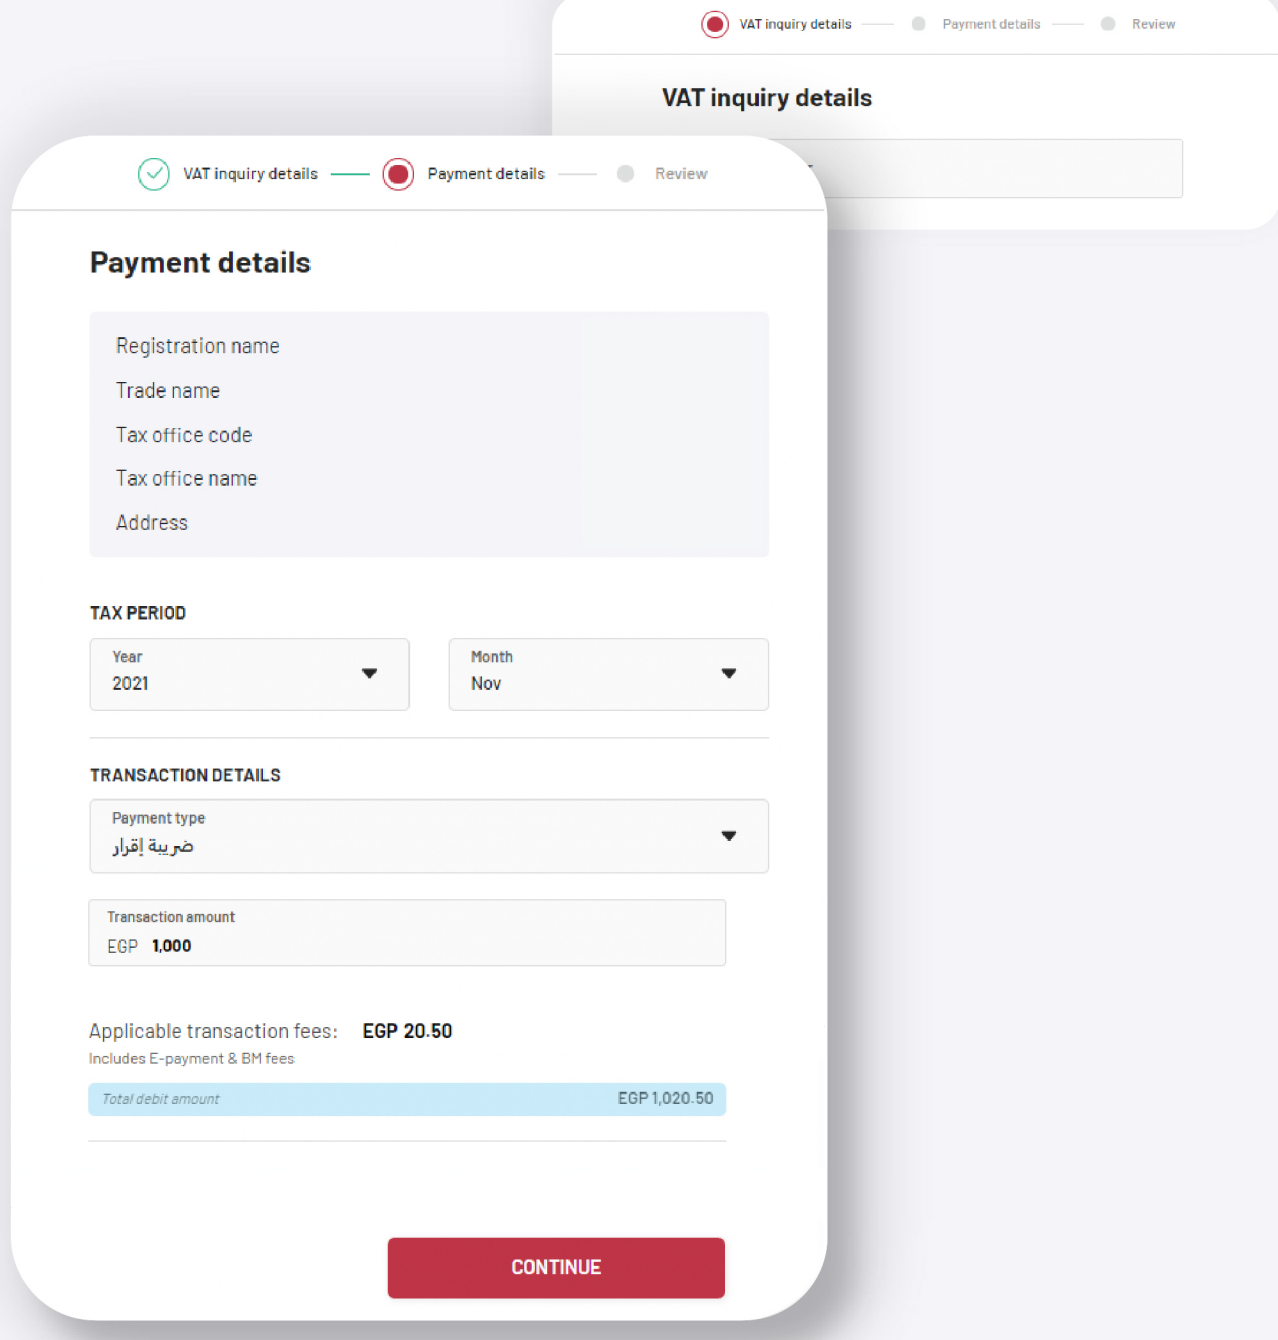 VAT inquiry details
Payment details
Review
VAT inquiry details
VAT inquiry details
Payment details
Review
Payment details
Registration name
Trade name
Tax office code
Tax office name
Address
TAX PERIOD
Year
2021
Month
Nov
TRANSACTION DETAILS
Payment type
ضريبة إقرار
Transaction amount
EGP 1,000
Applicable transaction fees: EGP 20.50
Includes E-payment & BM fees
Total debit amount EGP 1,020.50
CONTINUE